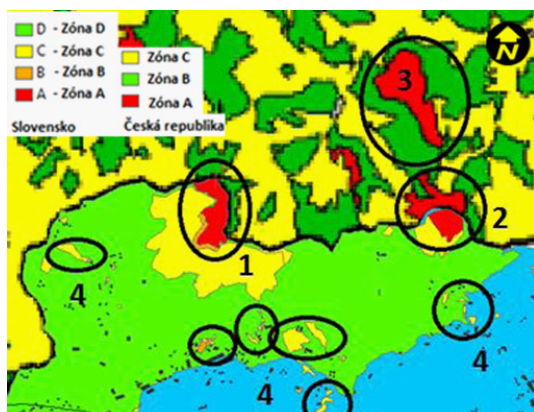 D - Zóna D
C - Zóna C
B - Zóna B
A - Zóna A
Slovensko
Zóna C
Zóna B
Zóna A
Česká republika
N
3
2
1
4
4
4